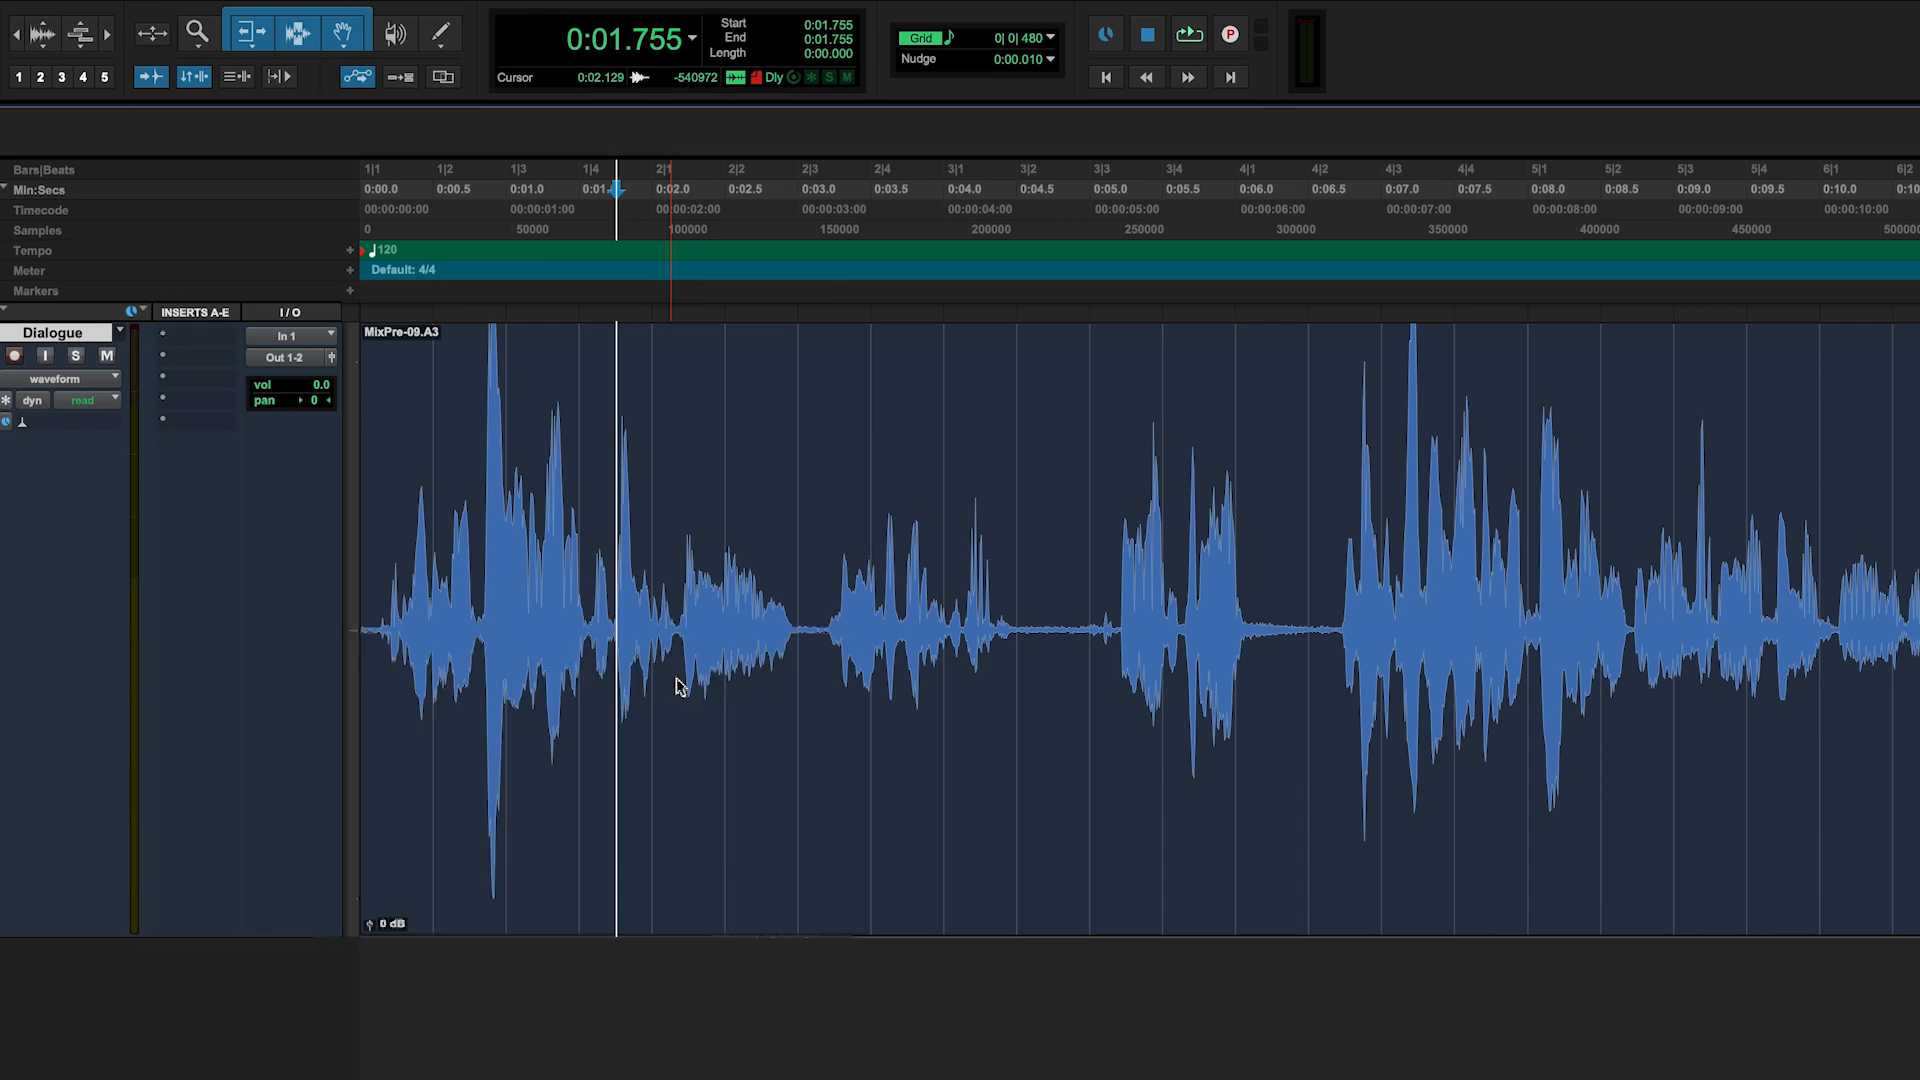 0:01.755
Start 0:01.755
End 0:01.755
Length 0:00.000
Cursor 0:02.129 -540972 Dly S M
Grid 0| 0| 480
Nudge 0:00.010
P
1 2 3 4 5
Bars|Beats 1|1 1|2 1|3 1|4 2|1 2|2 2|3 2|4 3|1 3|2 3|3 3|4 4|1 4|2 4|3 4|4 5|1 5|2 5|3 5|4 6|1 6|2
Min:Secs 0:00.0 0:00.5 0:01.0 0:01 0:02.0 0:02.5 0:03.0 0:03.5 0:04.0 0:04.5 0:05.0 0:05.5 0:06.0 0:06.5 0:07.0 0:07.5 0:08.0 0:08.5 0:09.0 0:09.5 0:10.0 0:10
Timecode 00:00:00:00 00:00:01:00 00:00:02:00 00:00:03:00 00:00:04:00 00:00:05:00 00:00:06:00 00:00:07:00 00:00:08:00 00:00:09:00 00:00:10:00
Samples 0 50000 100000 150000 200000 250000 300000 350000 400000 450000 50000
Tempo + 120
Meter + Default: 4/4
Markers +
INSERTS A-E I / O
Dialogue In 1 MixPre-09.A3
I S M Out 1-2
waveform vol 0.0
dyn read pan 0
0 dB